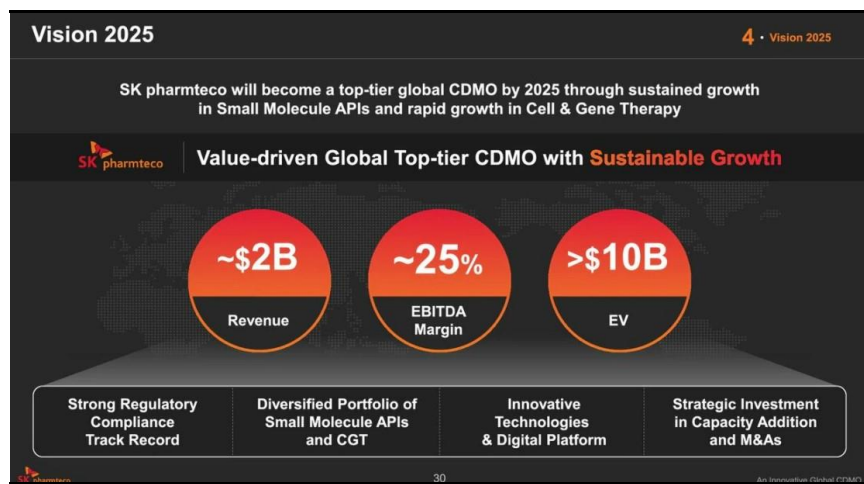 Vision 2025
4 • Vision 2025
SK pharmteco will become a top-tier global CDMO by 2025 through sustained growth
in Small Molecule APIs and rapid growth in Cell & Gene Therapy
SK pharmteco
Value-driven Global Top-tier CDMO with Sustainable Growth
~$2B
Revenue
~25%
EBITDA
Margin
>$10B
EV
Strong Regulatory
Compliance
Track Record
Diversified Portfolio of
Small Molecule APIs
and CGT
Innovative
Technologies
& Digital Platform
Strategic Investment
in Capacity Addition
and M&As
SK pharmteco
30
An Innovative Global CDMO